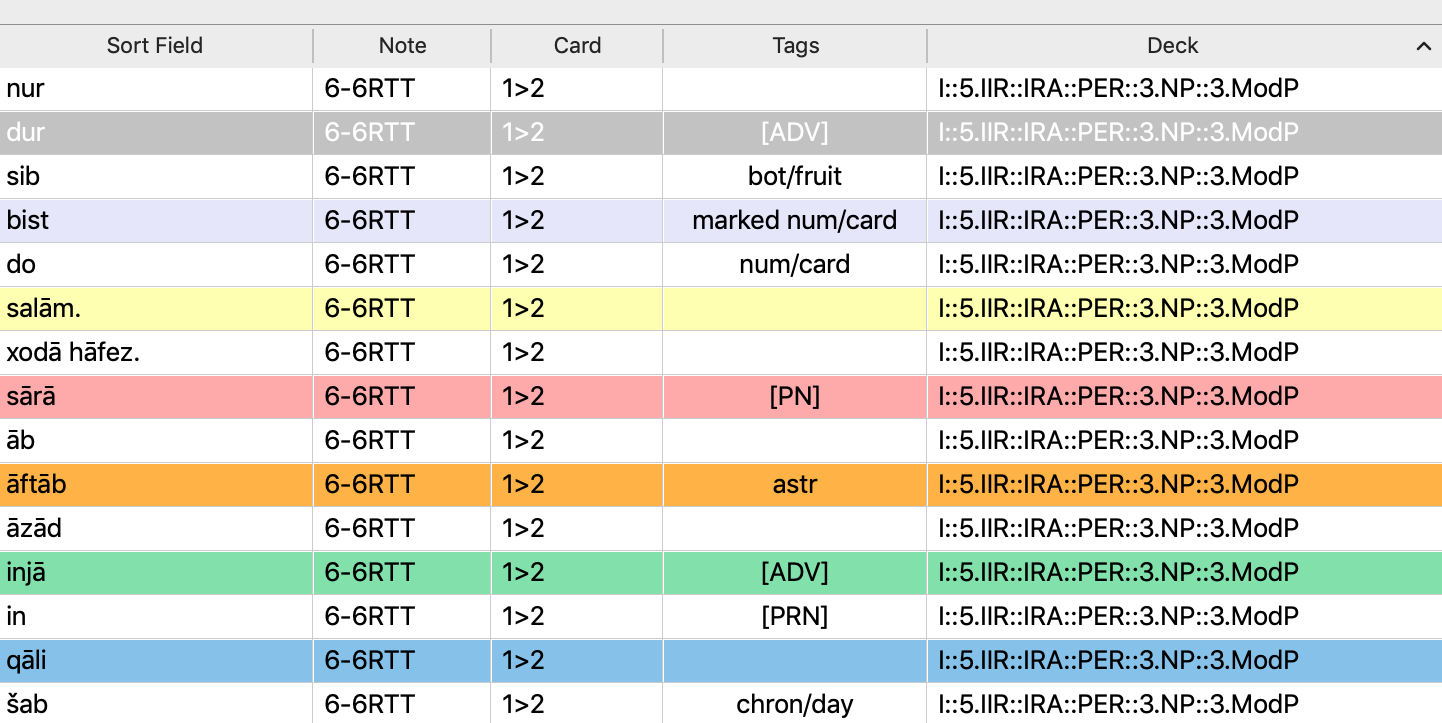 Sort Field Note Card Tags Deck
nur 6-6RTT 1>2 I::5.IIR::IRA::PER::3.NP::3.ModP
dur 6-6RTT 1>2 [ADV] I::5.IIR::IRA::PER::3.NP::3.ModP
sib 6-6RTT 1>2 bot/fruit I::5.IIR::IRA::PER::3.NP::3.ModP
bist 6-6RTT 1>2 marked num/card I::5.IIR::IRA::PER::3.NP::3.ModP
do 6-6RTT 1>2 num/card I::5.IIR::IRA::PER::3.NP::3.ModP
salām. 6-6RTT 1>2 I::5.IIR::IRA::PER::3.NP::3.ModP
xodā hāfez. 6-6RTT 1>2 I::5.IIR::IRA::PER::3.NP::3.ModP
sārā 6-6RTT 1>2 [PN] I::5.IIR::IRA::PER::3.NP::3.ModP
āb 6-6RTT 1>2 I::5.IIR::IRA::PER::3.NP::3.ModP
āftāb 6-6RTT 1>2 astr I::5.IIR::IRA::PER::3.NP::3.ModP
āzād 6-6RTT 1>2 I::5.IIR::IRA::PER::3.NP::3.ModP
injā 6-6RTT 1>2 [ADV] I::5.IIR::IRA::PER::3.NP::3.ModP
in 6-6RTT 1>2 [PRN] I::5.IIR::IRA::PER::3.NP::3.ModP
qāli 6-6RTT 1>2 I::5.IIR::IRA::PER::3.NP::3.ModP
šab 6-6RTT 1>2 chron/day I::5.IIR::IRA::PER::3.NP::3.ModP